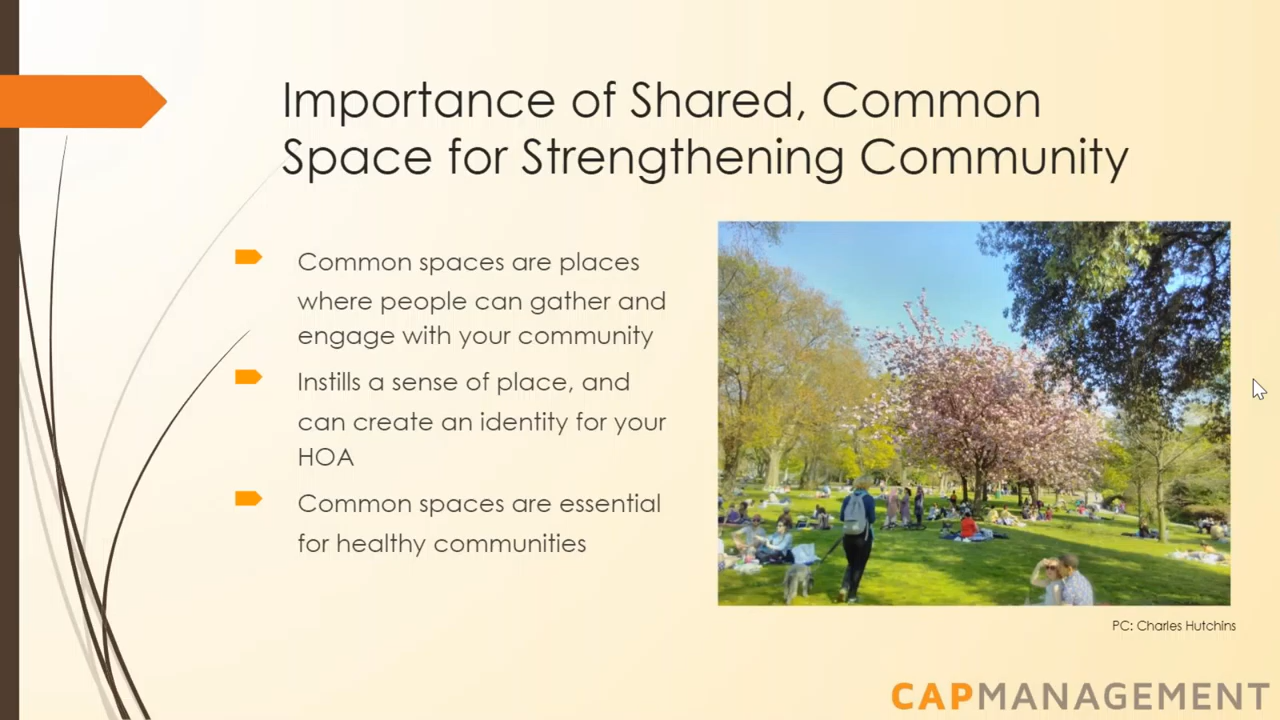 Importance of Shared, Common
Space for Strengthening Community
Common spaces are places
where people can gather and
engage with your community
Instills a sense of place, and
can create an identity for your
HOA
Common spaces are essential
for healthy communities
PC: Charles Hutchins
CAPMANAGEMENT